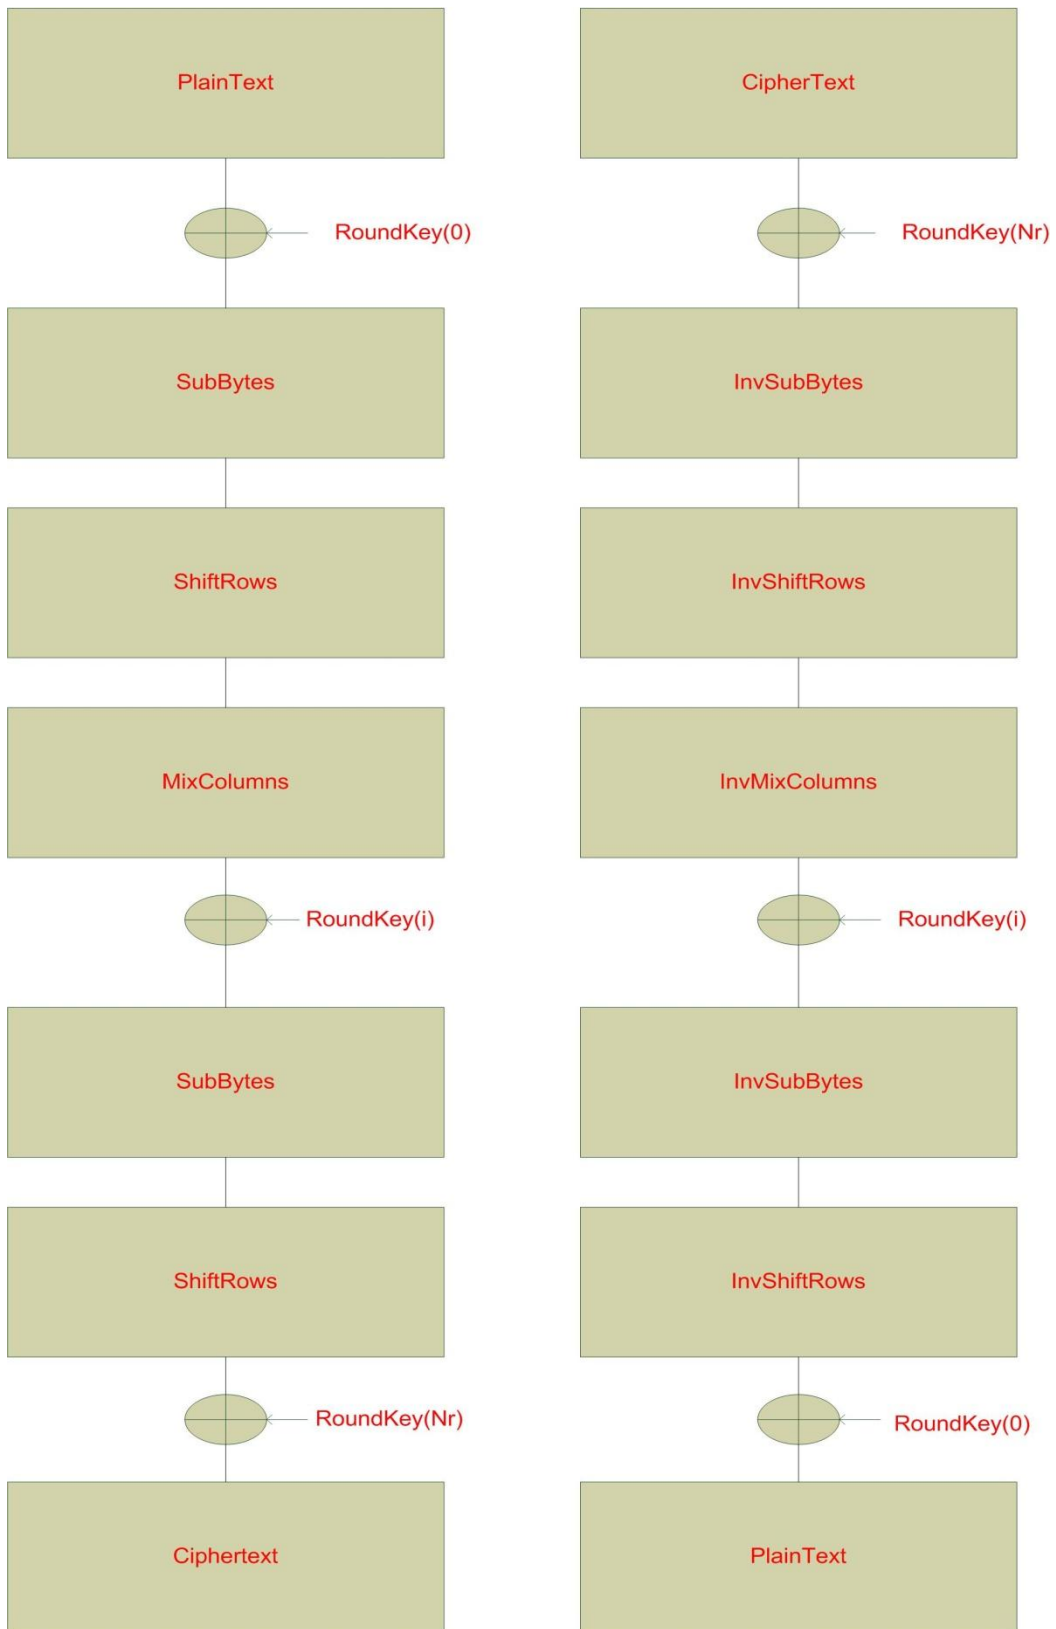 PlainText
RoundKey(0)
SubBytes
ShiftRows
MixColumns
RoundKey(i)
SubBytes
ShiftRows
RoundKey(Nr)
Ciphertext
CipherText
RoundKey(Nr)
InvSubBytes
InvShiftRows
InvMixColumns
RoundKey(i)
InvSubBytes
InvShiftRows
RoundKey(0)
PlainText